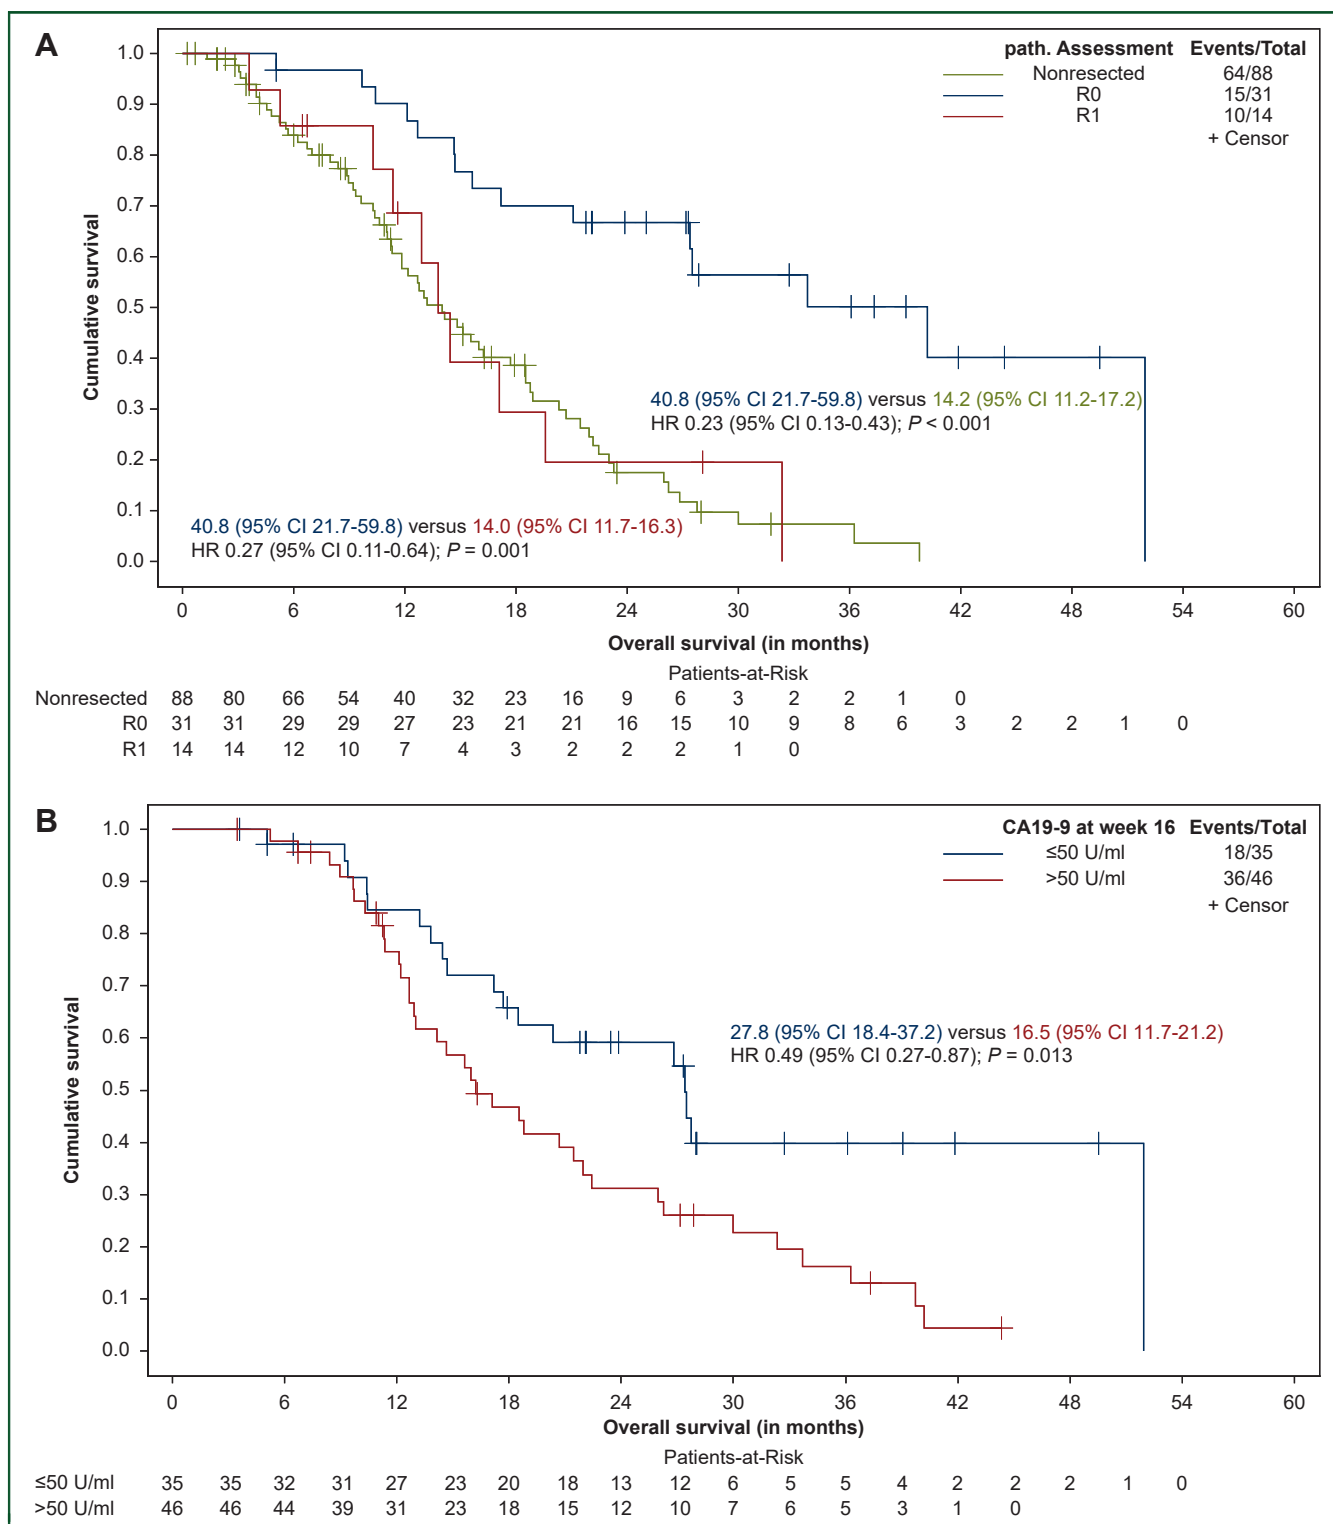 A
path. Assessment Events/Total
Nonresected 64/88
R0 15/31
R1 10/14
+ Censor
1.0
0.9
0.8
0.7
0.6
0.5
0.4
0.3
0.2
0.1
0.0
Cumulative survival
40.8 (95% CI 21.7-59.8) versus 14.2 (95% CI 11.2-17.2)
HR 0.23 (95% CI 0.13-0.43); P < 0.001
40.8 (95% CI 21.7-59.8) versus 14.0 (95% CI 11.7-16.3)
HR 0.27 (95% CI 0.11-0.64); P = 0.001
0 6 12 18 24 30 36 42 48 54 60
Overall survival (in months)
Patients-at-Risk
Nonresected 88 80 66 54 40 32 23 16 9 6 3 2 2 1 0
R0 31 31 29 29 27 23 21 21 16 15 10 9 8 6 3 2 2 1 0
R1 14 14 12 10 7 4 3 2 2 2 1 0
B
CA19-9 at week 16 Events/Total
≤50 U/ml 18/35
>50 U/ml 36/46
+ Censor
1.0
0.9
0.8
0.7
0.6
0.5
0.4
0.3
0.2
0.1
0.0
Cumulative survival
27.8 (95% CI 18.4-37.2) versus 16.5 (95% CI 11.7-21.2)
HR 0.49 (95% CI 0.27-0.87); P = 0.013
0 6 12 18 24 30 36 42 48 54 60
Overall survival (in months)
Patients-at-Risk
≤50 U/ml 35 35 32 31 27 23 20 18 13 12 6 5 5 4 2 2 2 1 0
>50 U/ml 46 46 44 39 31 23 18 15 12 10 7 6 5 3 1 0